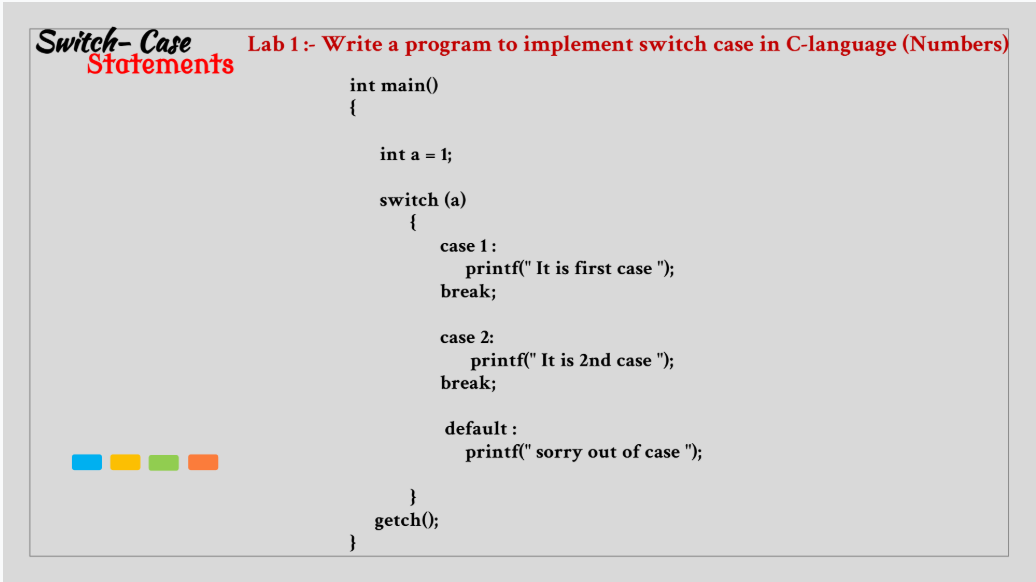 Switch- Case
Statements
Lab 1 :- Write a program to implement switch case in C-language (Numbers)
int main()
{
int a = 1;
switch (a)
{
case 1 :
printf(" It is first case ");
break;
case 2:
printf(" It is 2nd case ");
break;
default :
printf(" sorry out of case ");
}
getch();
}